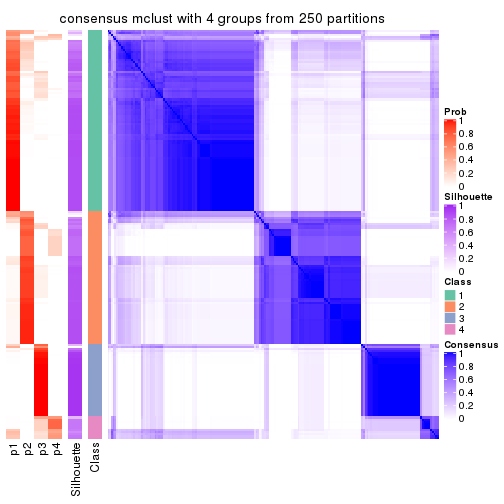 consensus mclust with 4 groups from 250 partitions
Prob
1
0.8
0.6
0.4
0.2
0
Silhouette
1
0.8
0.6
0.4
0.2
0
Class
1
2
3
4
Consensus
1
0.8
0.6
0.4
0.2
0
p1
p2
p3
p4
Silhouette
Class